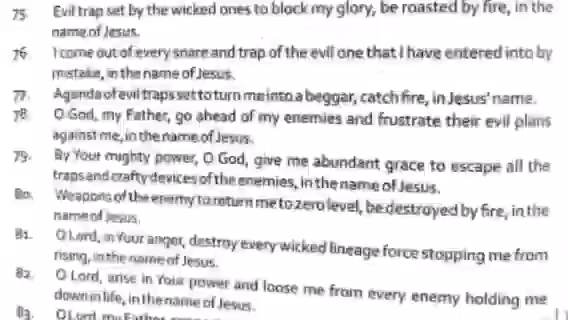 75 Evil trap set by the wicked ones to block my glory, be roasted by fire, in the
name of Jesus.
76 I come out of every snare and trap of the evil one that I have entered into by
mistake, in the name of Jesus.
77. Agenda of evil traps set to turn me into a beggar, catch fire, in Jesus' name.
78. O God, my Father, go ahead of my enemies and frustrate their evil plans
against me, in the name of Jesus.
79. By Your mighty power, O God, give me abundant grace to escape all the
traps and crafty devices of the enemies, in the name of Jesus.
80. Weapons of the enemy to return me to zero level, be destroyed by fire, in the
name of Jesus.
81. O Lord, in Your anger, destroy every wicked lineage force stopping me from
rising, in the name of Jesus.
82. O Lord, arise in Your power and loose me from every enemy holding me
down in life, in the name of Jesus.
83. O Lord, my Father